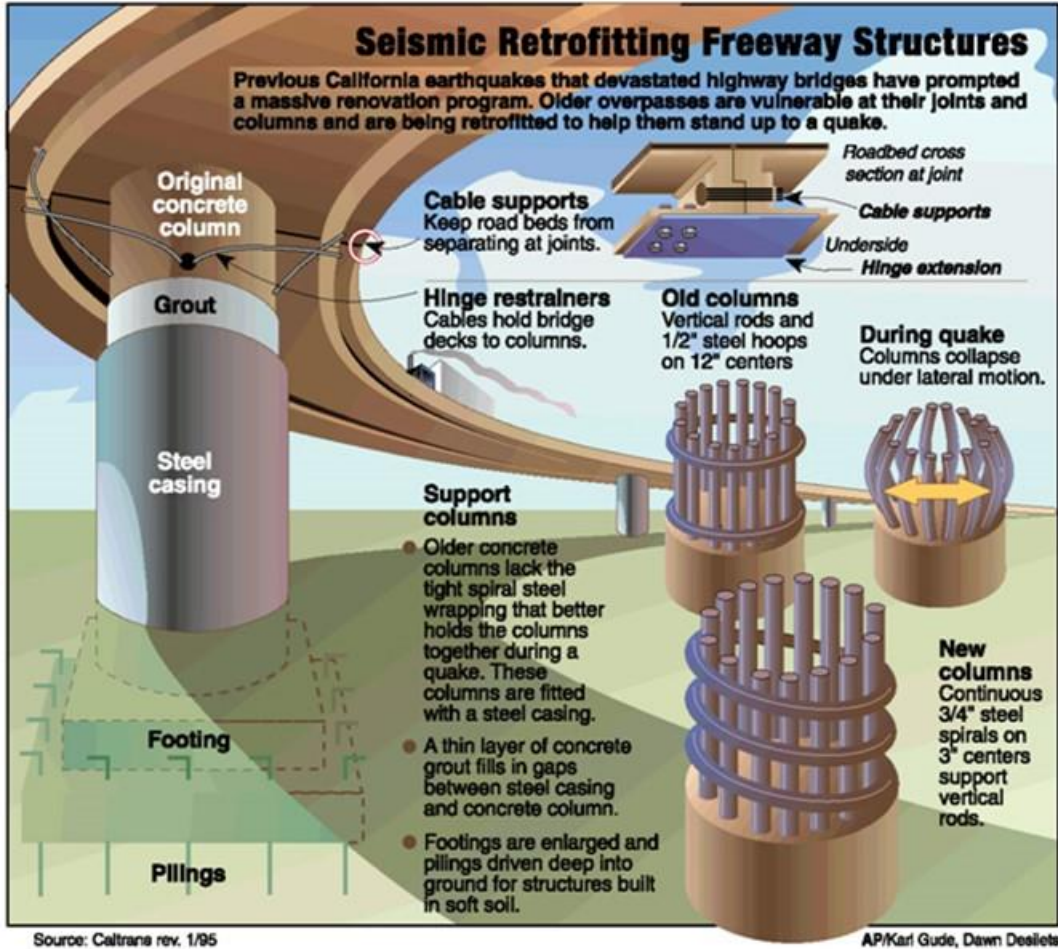 Seismic Retrofitting Freeway Structures
Previous California earthquakes that devastated highway bridges have prompted
a massive renovation program. Older overpasses are vulnerable at their joints and
columns and are being retrofitted to help them stand up to a quake.
Original
concrete
column
Grout
Steel
casing
Footing
Pilings
Cable supports
Keep road beds from
separating at joints.
Hinge restrainers
Cables hold bridge
decks to columns.
Roadbed cross
section at joint
Cable supports
Underside
Hinge extension
Old columns
Vertical rods and
1/2" steel hoops
on 12" centers
During quake
Columns collapse
under lateral motion.
Support
columns
• Older concrete
columns lack the
tight spiral steel
wrapping that better
holds the columns
together during a
quake. These
columns are fitted
with a steel casing.
• A thin layer of concrete
grout fills in gaps
between steel casing
and concrete column.
• Footings are enlarged and
pilings driven deep into
ground for structures built
in soft soil.
New
columns
Continuous
3/4" steel
spirals on
3" centers
support
vertical
rods.
Source: Caltrans rev. 1/95
AP/Karl Gude, Dawn Desilets